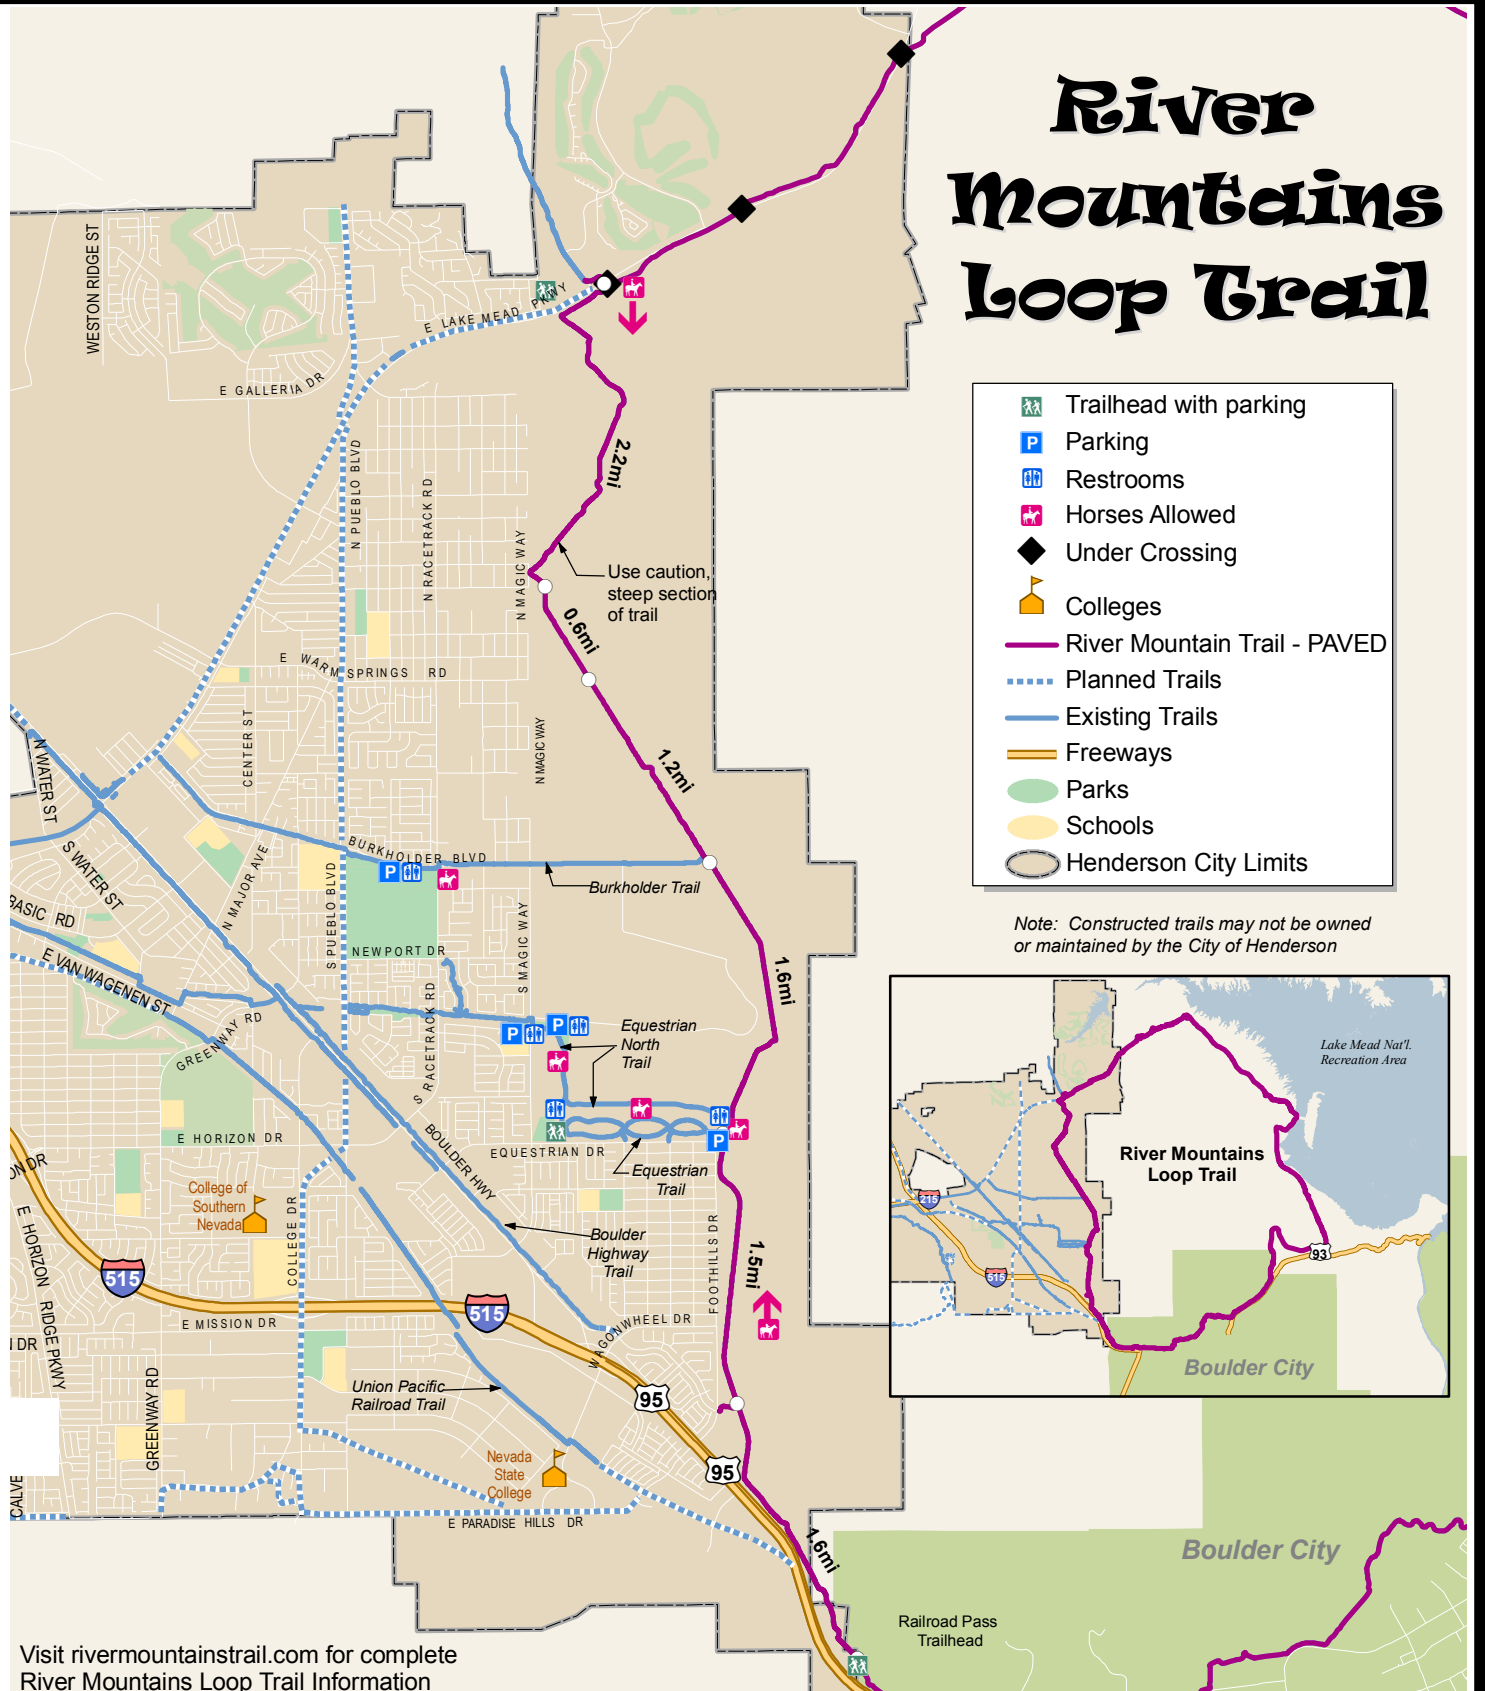 River
Mountains
Loop Trail
Trailhead with parking
P
Parking
Restrooms
Horses Allowed
Under Crossing
Colleges
River Mountain Trail - PAVED
Planned Trails
Existing Trails
Freeways
Parks
Schools
Henderson City Limits
Note: Constructed trails may not be owned
or maintained by the City of Henderson
WESTON RIDGE ST
E LAKE MEAD PKWY
E GALLERIA DR
N PUEBLO BLVD
N RACETRACK RD
N MAGIC WAY
2.2mi
Use caution,
steep section
of trail
0.6mi
E WARM SPRINGS RD
CENTER ST
N MAGIC WAY
1.2mi
N WATER ST
S WATER ST
BASIC RD
N MAJOR AVE
S PUEBLO BLVD
BURKHOLDER BLVD
P
Burkholder Trail
NEWPORT DR
S MAGIC WAY
1.6mi
E VAN WAGENEN ST
GREENWAY RD
S RACETRACK RD
P
P
Equestrian
North
Trail
P
E HORIZON DR
EQUESTRIAN DR
Equestrian
Trail
BOULDER HWY
College of
Southern
Nevada
COLLEGE DR
Boulder
Highway
Trail
FOOTHILLS DR
1.5mi
ON DR
E HORIZON RIDGE PKWY
515
515
E MISSION DR
WAGONWHEEL DR
N DR
GREENWAY RD
Union Pacific
Railroad Trail
95
95
Nevada
State
College
CALVE
E PARADISE HILLS DR
1.6mi
Lake Mead Nat'l.
Recreation Area
River Mountains
Loop Trail
215
515
93
Boulder City
Boulder City
Railroad Pass
Trailhead
Visit rivermountainstrail.com for complete
River Mountains Loop Trail Information